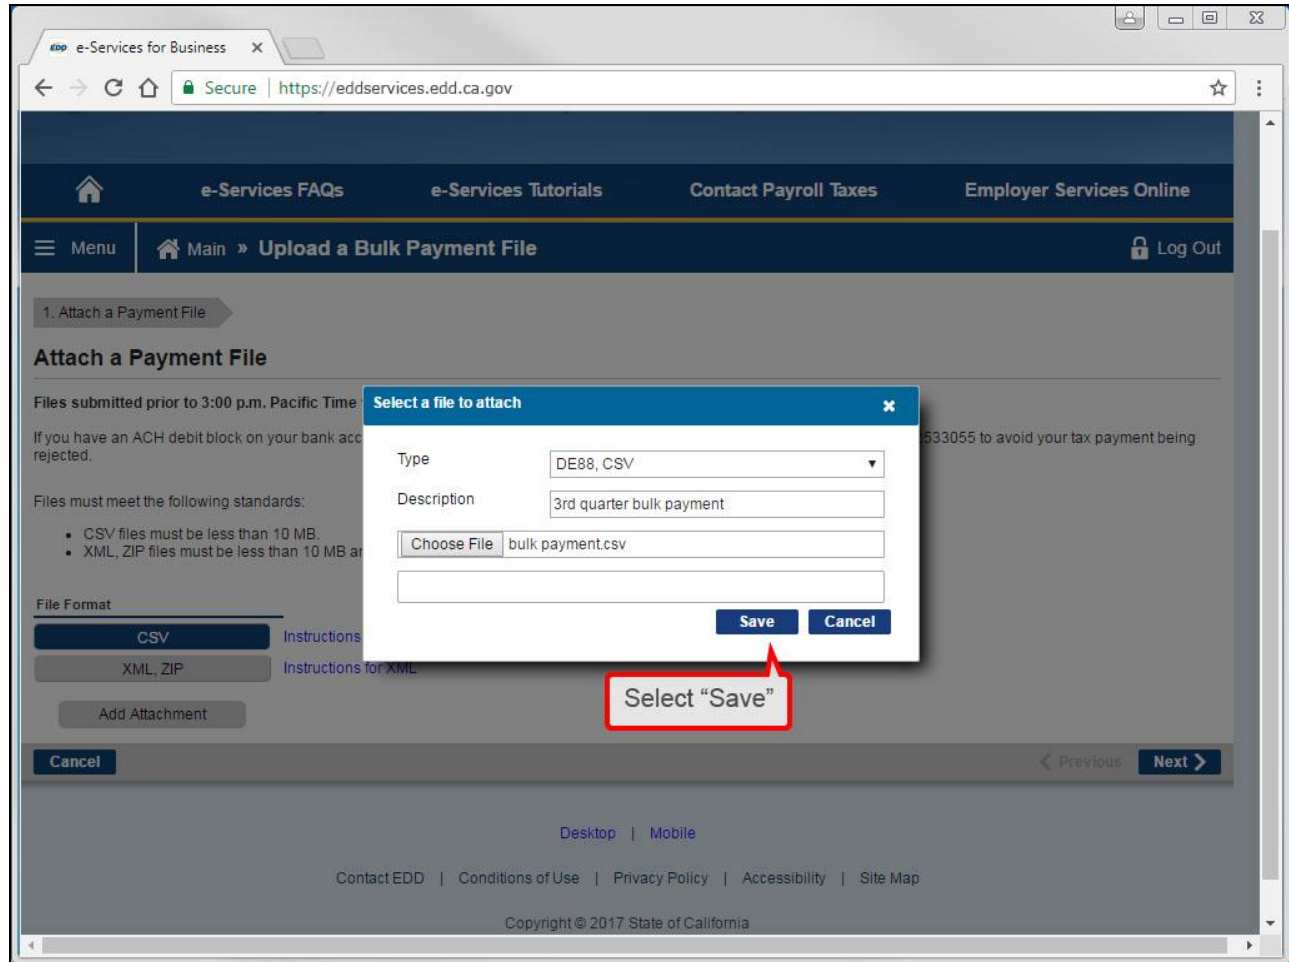 EDD e-Services for Business
Secure | https://eddservices.edd.ca.gov
e-Services FAQs e-Services Tutorials Contact Payroll Taxes Employer Services Online
Menu Main » Upload a Bulk Payment File Log Out
1. Attach a Payment File
Attach a Payment File
Files submitted prior to 3:00 p.m. Pacific Time
If you have an ACH debit block on your bank acc
533055 to avoid your tax payment being
rejected.
Files must meet the following standards:
• CSV files must be less than 10 MB.
• XML, ZIP files must be less than 10 MB ar
File Format
CSV Instructions
XML, ZIP Instructions for XML
Add Attachment
Select a file to attach
Type DE88, CSV
Description 3rd quarter bulk payment
Choose File bulk payment.csv
Save Cancel
Select “Save”
Cancel Previous Next
Desktop | Mobile
Contact EDD | Conditions of Use | Privacy Policy | Accessibility | Site Map
Copyright © 2017 State of California